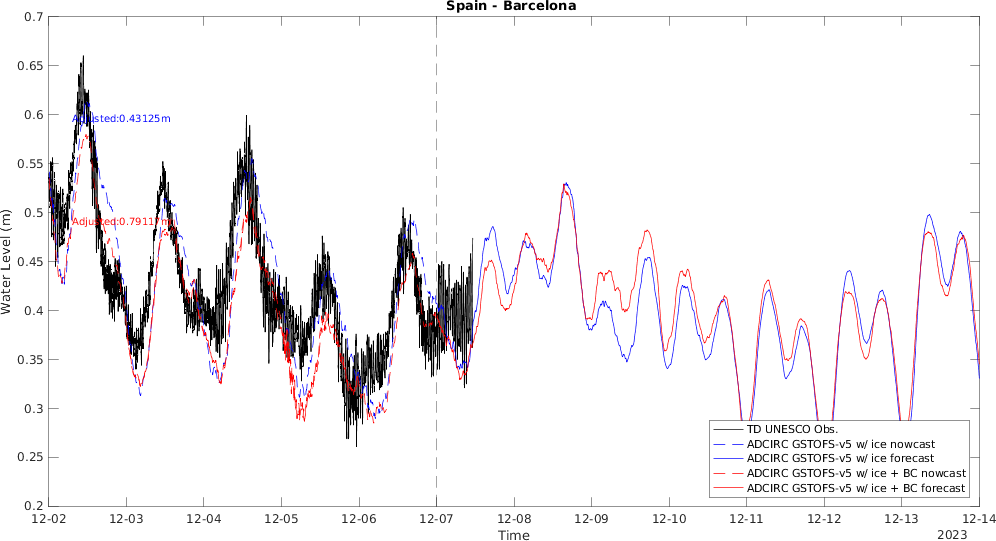 Spain - Barcelona
0.7
0.65
0.6
0.55
0.5
0.45
0.4
0.35
0.3
0.25
0.2
Water Level (m)
Adjusted:0.43125m
Adjusted:0.79117m
TD UNESCO Obs.
ADCIRC GSTOFS-v5 w/ ice nowcast
ADCIRC GSTOFS-v5 w/ ice forecast
ADCIRC GSTOFS-v5 w/ ice + BC nowcast
ADCIRC GSTOFS-v5 w/ ice + BC forecast
12-02 12-03 12-04 12-05 12-06 12-07 12-08 12-09 12-10 12-11 12-12 12-13 12-14
Time
2023